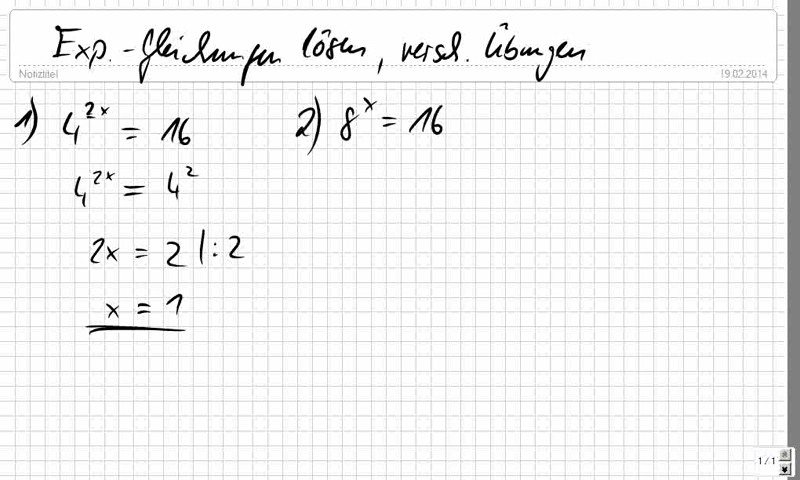 Exp.-Gleichungen lösen, versch. Übungen
Notiztitel
19.02.2014
1) 4^{2x} = 16
4^{2x} = 4^2
2x = 2 | : 2
x = 1
2) 8^x = 16
1 / 1